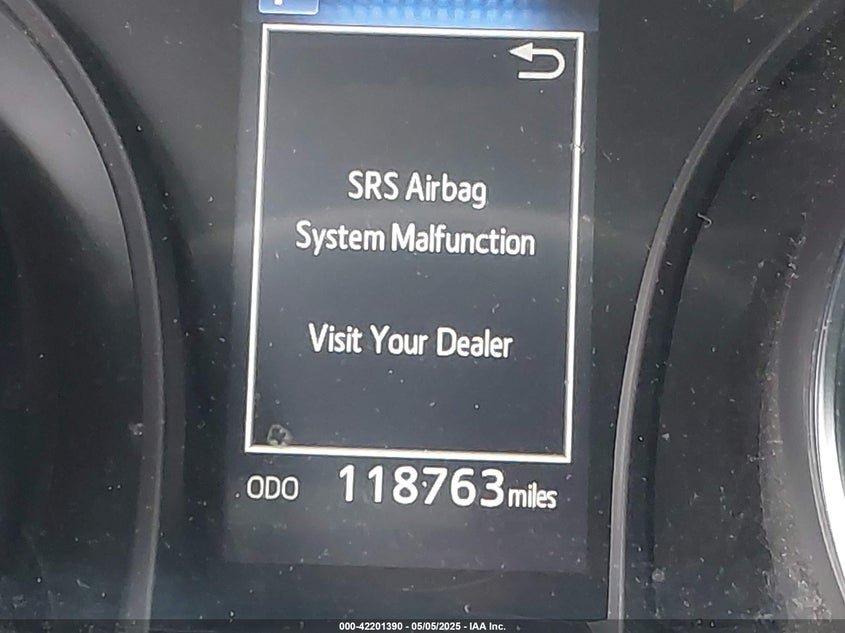 SRS Airbag
System Malfunction
Visit Your Dealer
ODO 118763 miles
000-42201390 - 05/05/2025 - IAA Inc.